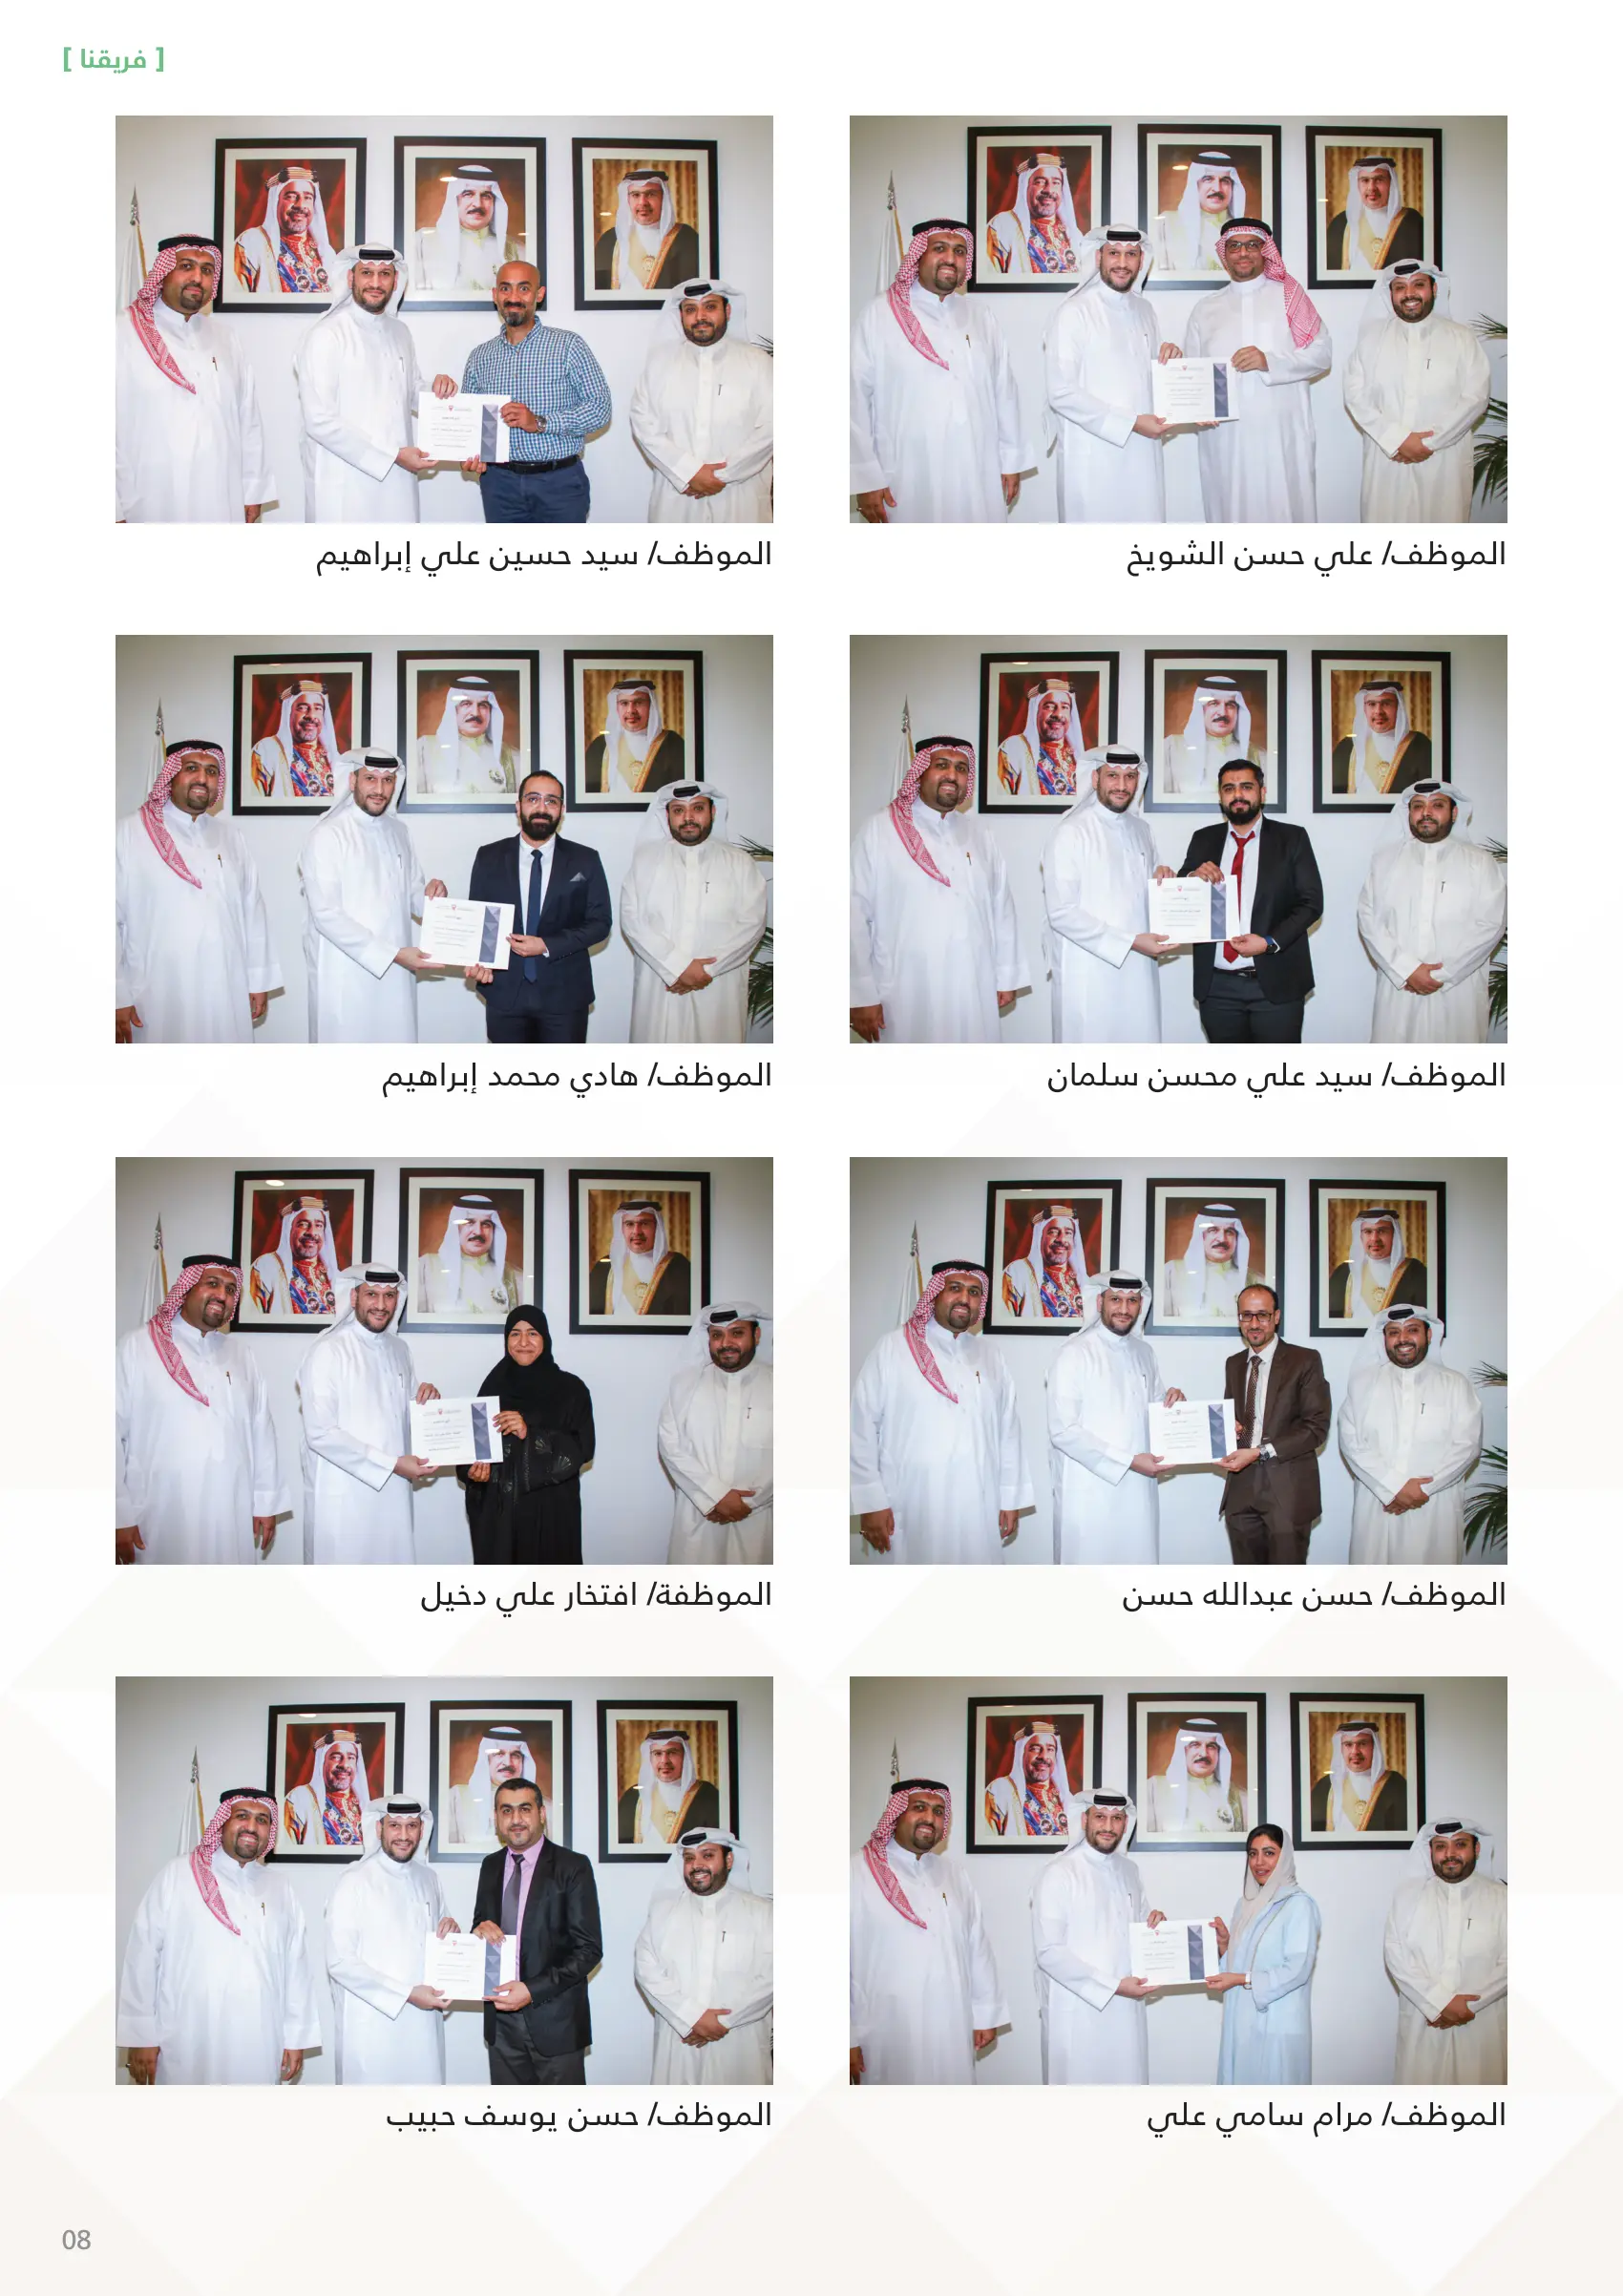 [ فريقنا ]
الموظف/ علي حسن الشويخ
الموظف/ سيد حسين علي إبراهيم
الموظف/ سيد علي محسن سلمان
الموظف/ هادي محمد إبراهيم
الموظف/ حسن عبدالله حسن
الموظفة/ افتخار علي دخيل
الموظف/ مرام سامي علي
الموظف/ حسن يوسف حبيب
08